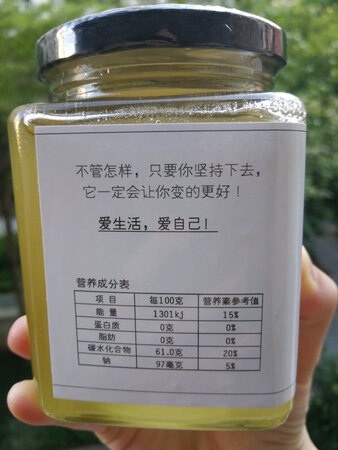 不管怎样，只要你坚持下去，
它一定会让你变的更好！
爱生活，爱自己！
营养成分表
项 目 每100克 营养素参考值
能 量 1301kj 15%
蛋白质 0克 0%
脂肪 0克 0%
碳水化合物 61.0克 20%
钠 97毫克 5%